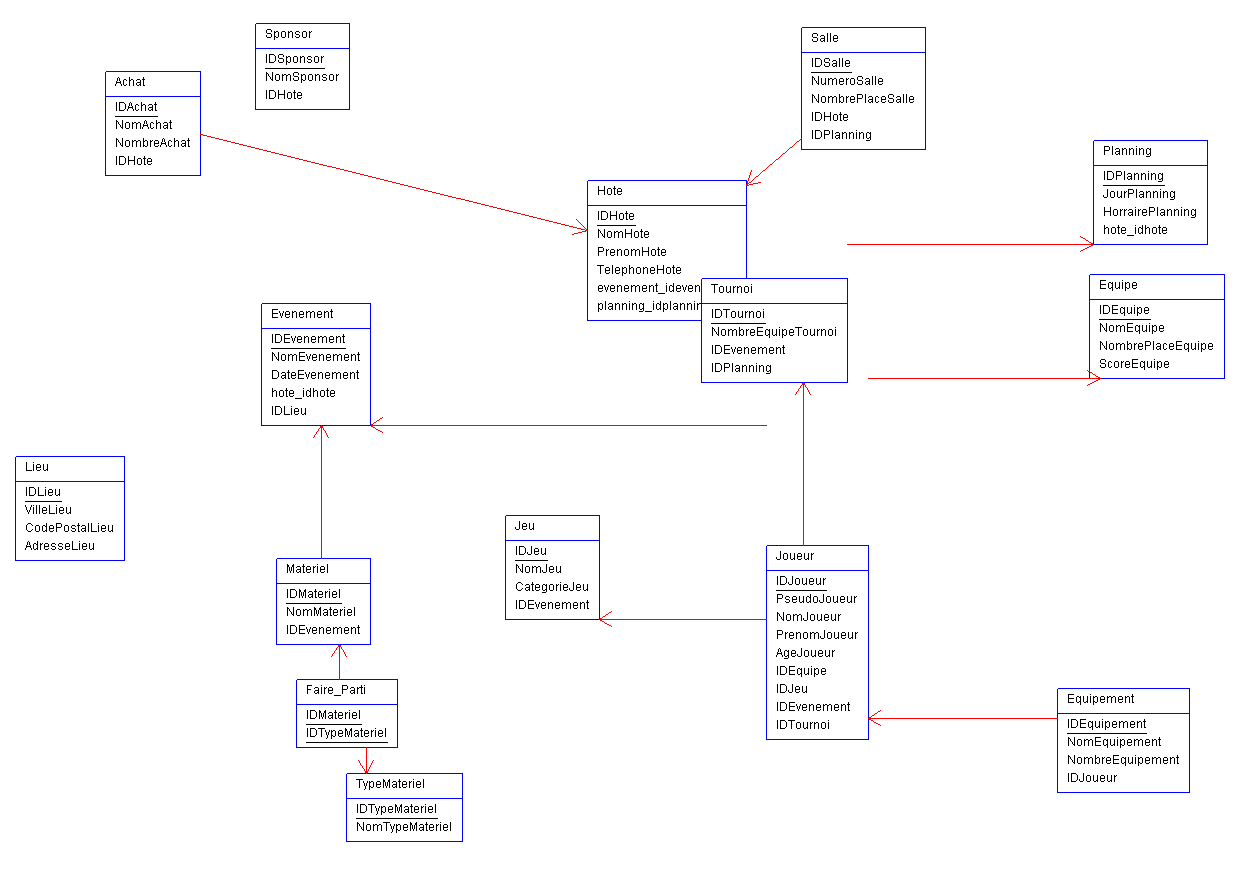 Sponsor
IDSponsor
NomSponsor
IDHote
Salle
IDSalle
NumeroSalle
NombrePlaceSalle
IDHote
IDPlanning
Achat
IDAchat
NomAchat
NombreAchat
IDHote
Planning
IDPlanning
JourPlanning
HorrairePlanning
hote_idhote
Hote
IDHote
NomHote
PrenomHote
TelephoneHote
evenement_ideven
planning_idplannin
Tournoi
IDTournoi
NombreEquipeTournoi
IDEvenement
IDPlanning
Equipe
IDEquipe
NomEquipe
NombrePlaceEquipe
ScoreEquipe
Evenement
IDEvenement
NomEvenement
DateEvenement
hote_idhote
IDLieu
Lieu
IDLieu
VilleLieu
CodePostalLieu
AdresseLieu
Jeu
IDJeu
NomJeu
CategorieJeu
IDEvenement
Joueur
IDJoueur
PseudoJoueur
NomJoueur
PrenomJoueur
AgeJoueur
IDEquipe
IDJeu
IDEvenement
IDTournoi
Materiel
IDMateriel
NomMateriel
IDEvenement
Faire_Parti
IDMateriel
IDTypeMateriel
Equipement
IDEquipement
NomEquipement
NombreEquipement
IDJoueur
TypeMateriel
IDTypeMateriel
NomTypeMateriel